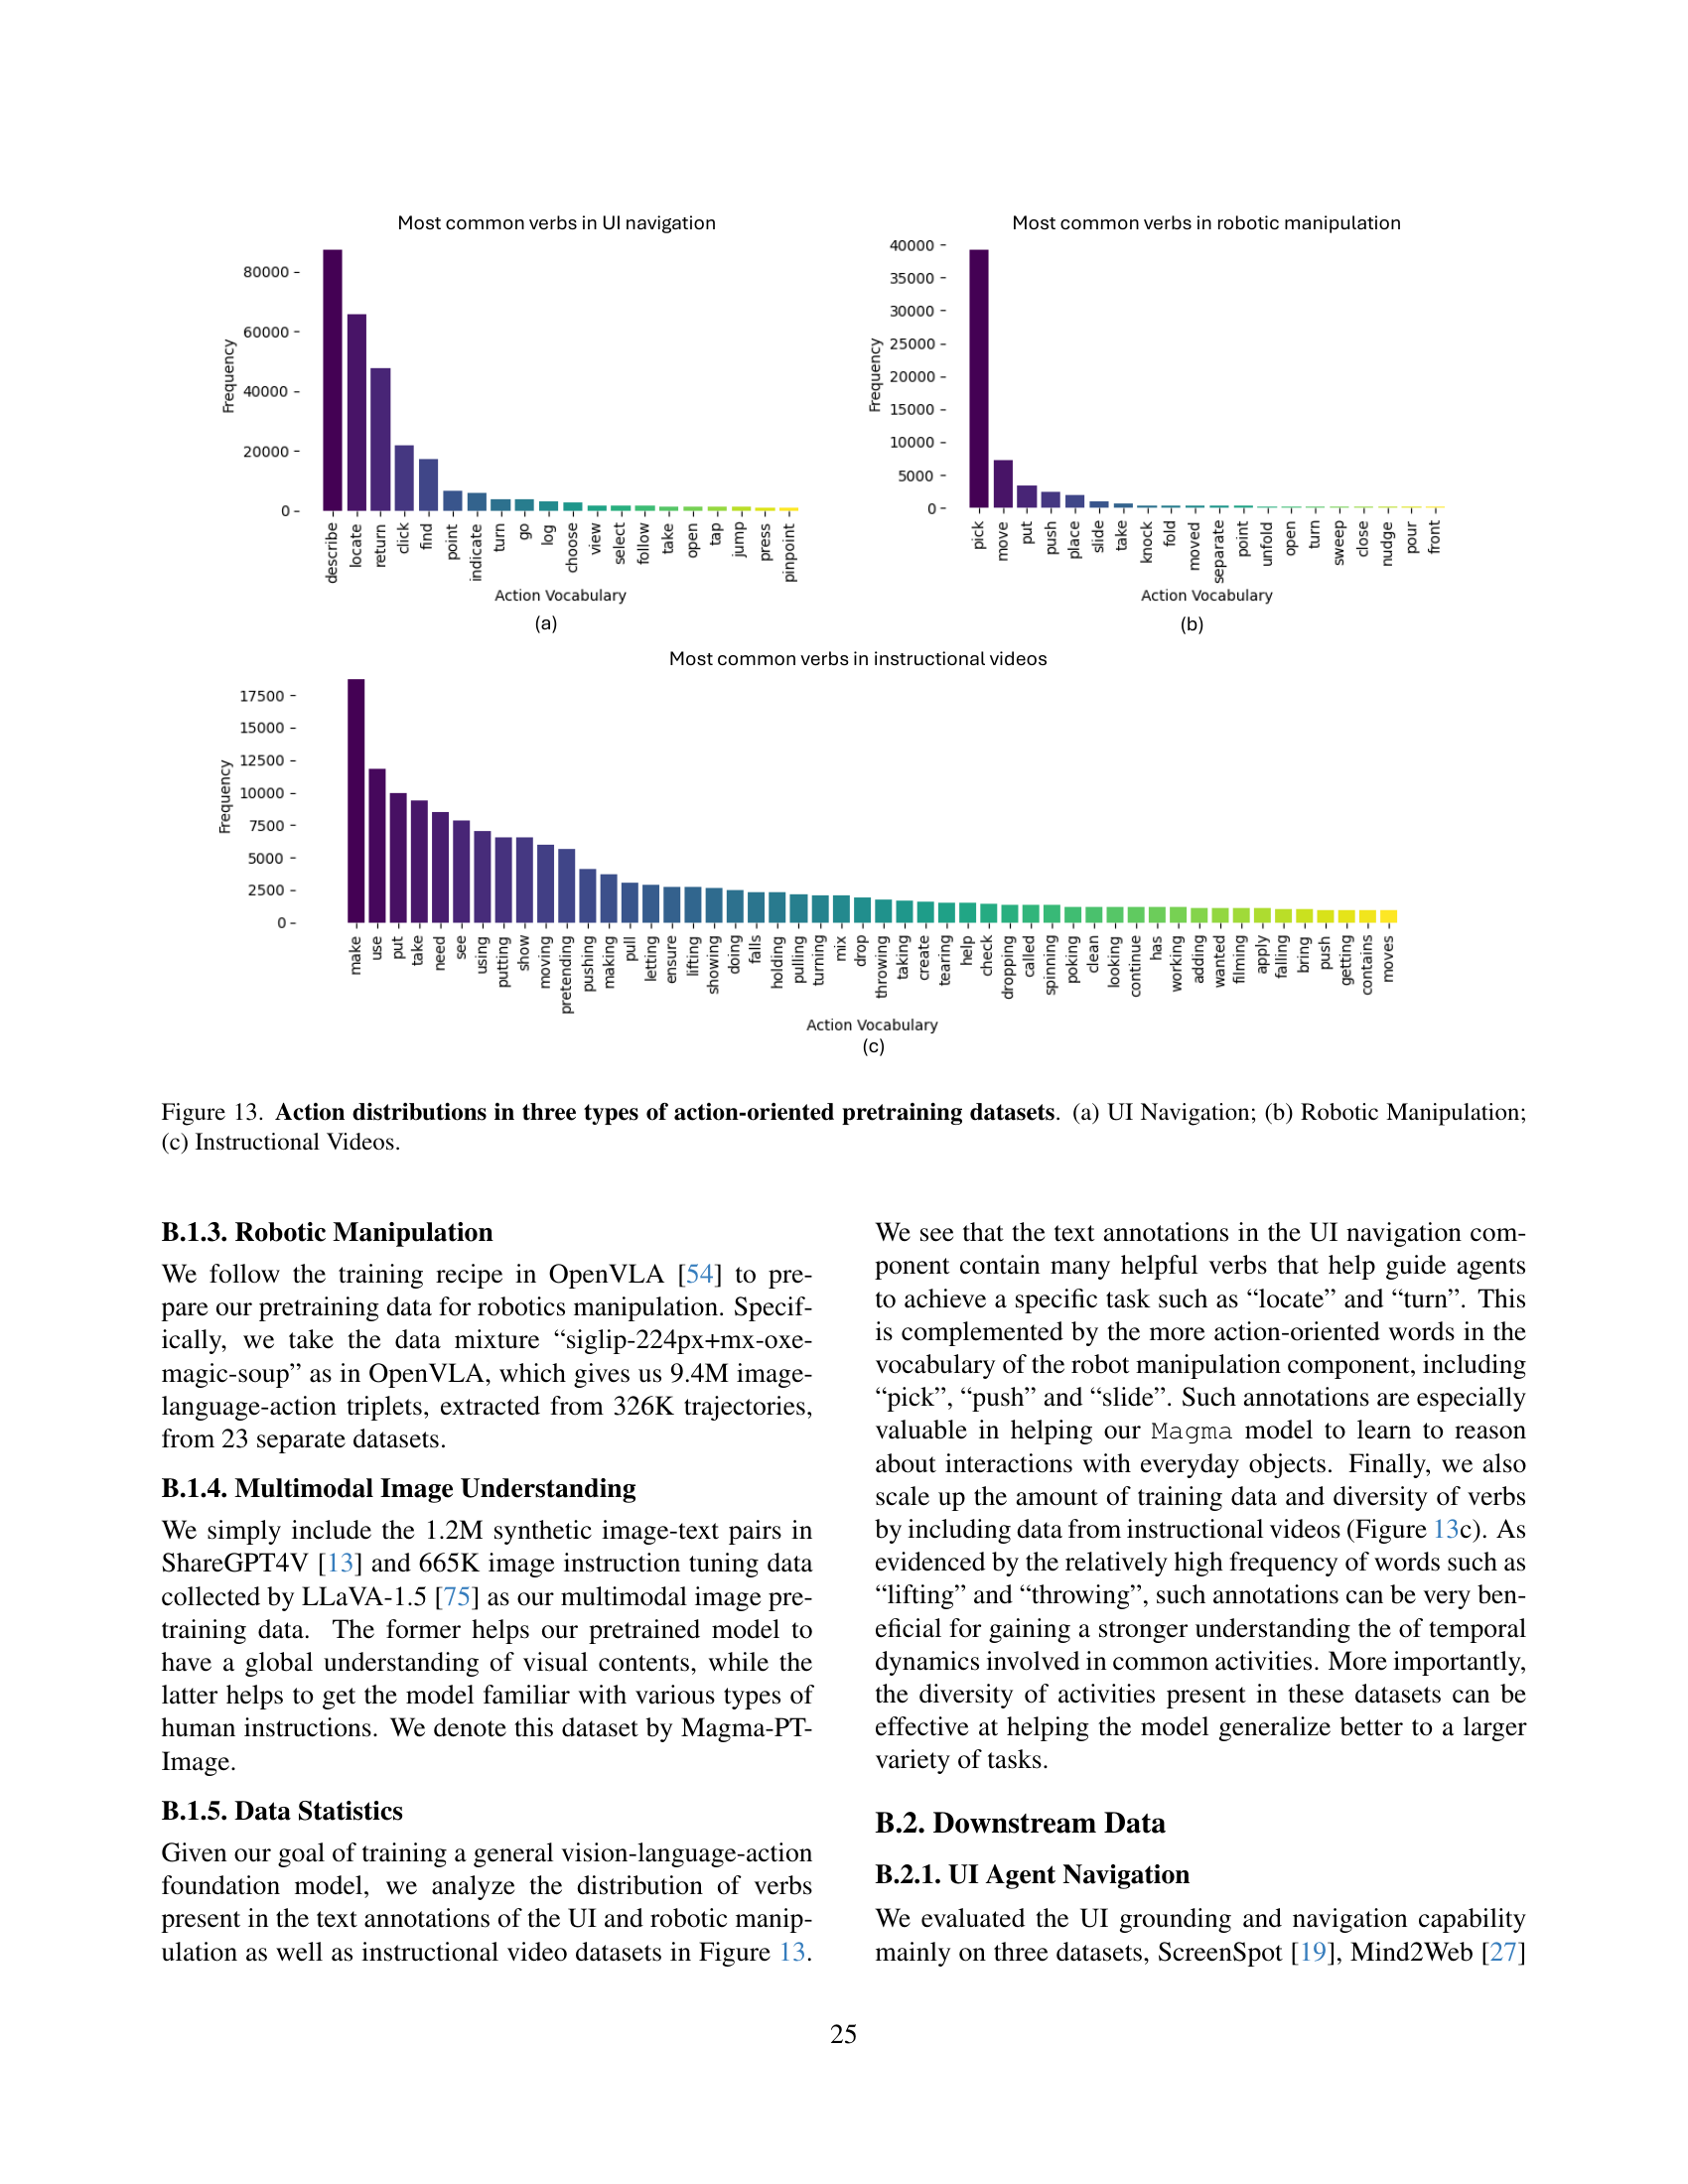 Most common verbs in UI navigation
80000
60000
40000
20000
0
Frequency
describe
locate
return
click
find
point
indicate
turn
go
log
choose
view
select
follow
take
open
tap
jump
press
pinpoint
Action Vocabulary
(a)
Most common verbs in robotic manipulation
40000
35000
30000
25000
20000
15000
10000
5000
0
Frequency
pick
move
put
push
place
slide
take
knock
fold
moved
separate
point
unfold
open
turn
sweep
close
nudge
pour
front
Action Vocabulary
(b)
Most common verbs in instructional videos
17500
15000
12500
10000
7500
5000
2500
0
Frequency
make
use
put
take
need
see
using
putting
show
moving
pretending
pushing
making
pull
letting
ensure
lifting
showing
doing
falls
holding
pulling
turning
mix
drop
throwing
taking
create
tearing
help
check
dropping
called
spinning
poking
clean
looking
continue
has
working
adding
wanted
filming
apply
falling
bring
push
getting
contains
moves
Action Vocabulary
(c)
Figure 13. Action distributions in three types of action-oriented pretraining datasets. (a) UI Navigation; (b) Robotic Manipulation;
(c) Instructional Videos.
B.1.3. Robotic Manipulation
We follow the training recipe in OpenVLA [54] to pre-
pare our pretraining data for robotics manipulation. Specif-
ically, we take the data mixture “siglip-224px+mx-oxe-
magic-soup” as in OpenVLA, which gives us 9.4M image-
language-action triplets, extracted from 326K trajectories,
from 23 separate datasets.
B.1.4. Multimodal Image Understanding
We simply include the 1.2M synthetic image-text pairs in
ShareGPT4V [13] and 665K image instruction tuning data
collected by LLaVA-1.5 [75] as our multimodal image pre-
training data. The former helps our pretrained model to
have a global understanding of visual contents, while the
latter helps to get the model familiar with various types of
human instructions. We denote this dataset by Magma-PT-
Image.
B.1.5. Data Statistics
Given our goal of training a general vision-language-action
foundation model, we analyze the distribution of verbs
present in the text annotations of the UI and robotic manip-
ulation as well as instructional video datasets in Figure 13.
We see that the text annotations in the UI navigation com-
ponent contain many helpful verbs that help guide agents
to achieve a specific task such as “locate” and “turn”. This
is complemented by the more action-oriented words in the
vocabulary of the robot manipulation component, including
“pick”, “push” and “slide”. Such annotations are especially
valuable in helping our Magma model to learn to reason
about interactions with everyday objects. Finally, we also
scale up the amount of training data and diversity of verbs
by including data from instructional videos (Figure 13c). As
evidenced by the relatively high frequency of words such as
“lifting” and “throwing”, such annotations can be very ben-
eficial for gaining a stronger understanding the of temporal
dynamics involved in common activities. More importantly,
the diversity of activities present in these datasets can be
effective at helping the model generalize better to a larger
variety of tasks.
B.2. Downstream Data
B.2.1. UI Agent Navigation
We evaluated the UI grounding and navigation capability
mainly on three datasets, ScreenSpot [19], Mind2Web [27]
25